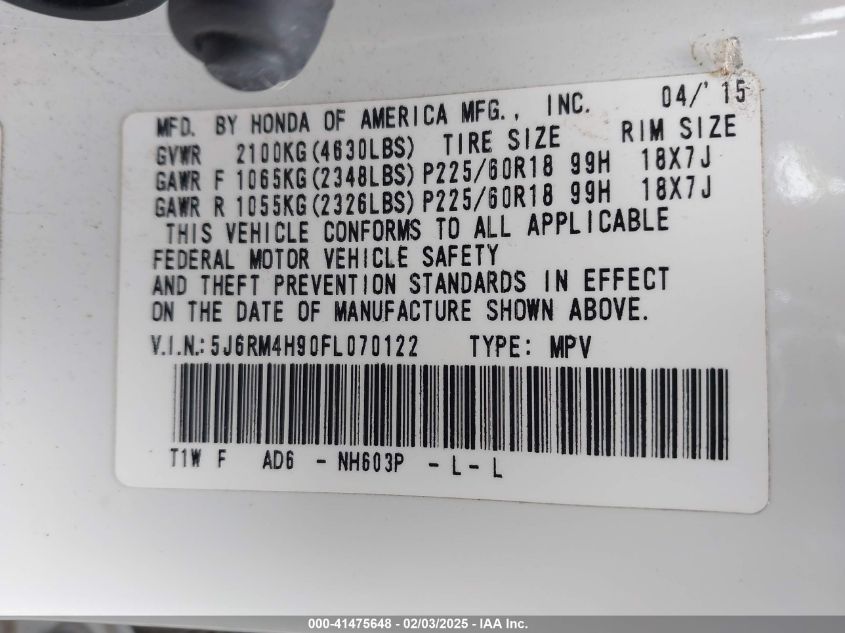 04/'15
MFD. BY HONDA OF AMERICA MFG., INC.
GVWR 2100KG(4630LBS) TIRE SIZE RIM SIZE
GAWR F 1065KG(2348LBS) P225/60R18 99H 18X7J
GAWR R 1055KG(2326LBS) P225/60R18 99H 18X7J
THIS VEHICLE CONFORMS TO ALL APPLICABLE
FEDERAL MOTOR VEHICLE SAFETY
AND THEFT PREVENTION STANDARDS IN EFFECT
ON THE DATE OF MANUFACTURE SHOWN ABOVE.
V.I.N.: 5J6RM4H90FL070122 TYPE: MPV
T1W F AD6 - NH603P - L - L
000-41475648 - 02/03/2025 - IAA Inc.